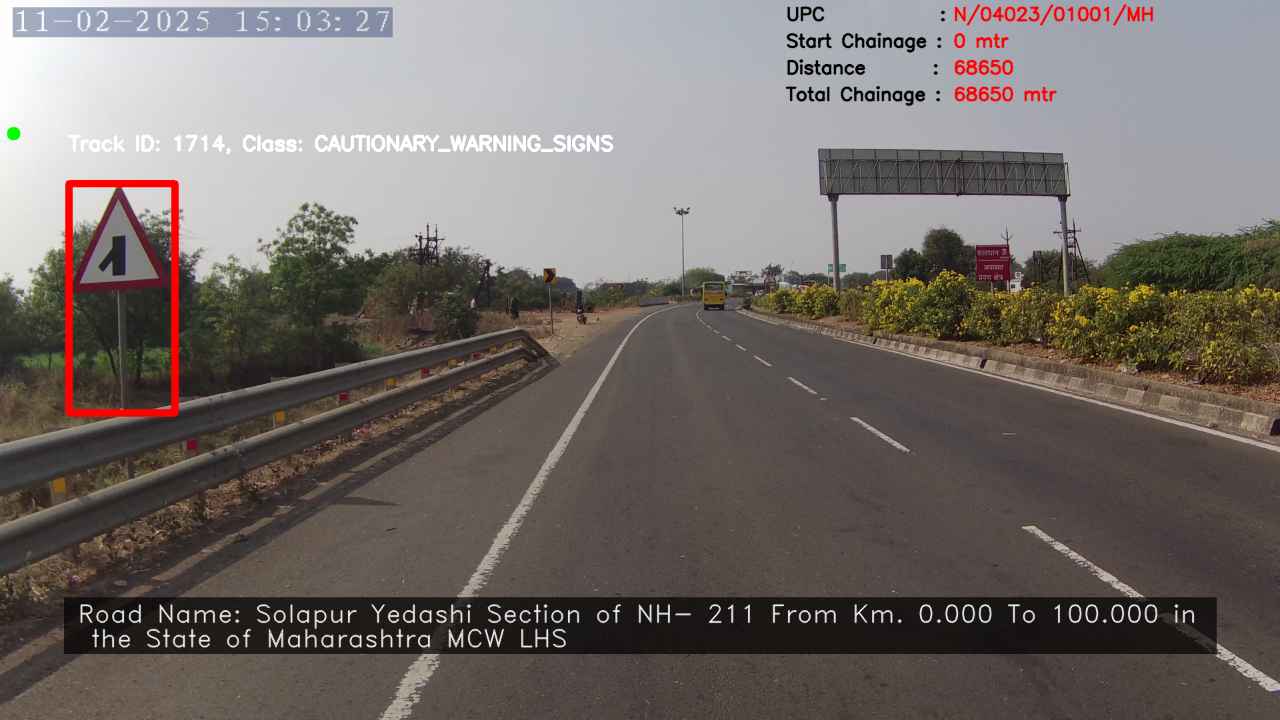 11-02-2025 15:03:27
UPC : N/04023/01001/MH
Start Chainage : 0 mtr
Distance : 68650
Total Chainage : 68650 mtr
Track ID: 1714, Class: CAUTIONARY_WARNING_SIGNS
Road Name: Solapur Yedashi Section of NH- 211 From Km. 0.000 To 100.000 in
the State of Maharashtra MCW LHS